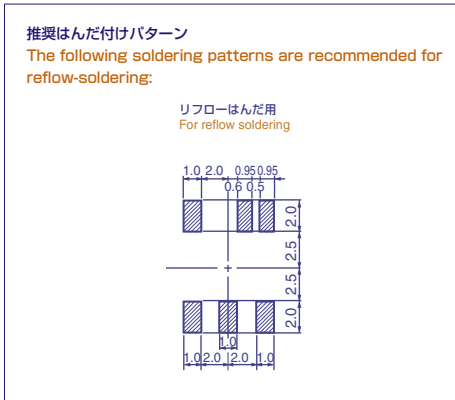 推奨はんだ付けパターン
The following soldering patterns are recommended for
reflow-soldering:
リフローはんだ用
For reflow soldering
1.0 2.0 0.95 0.95
0.6 0.5
2.0
2.5
2.5
2.0
1.0
1.0 2.0 2.0 1.0